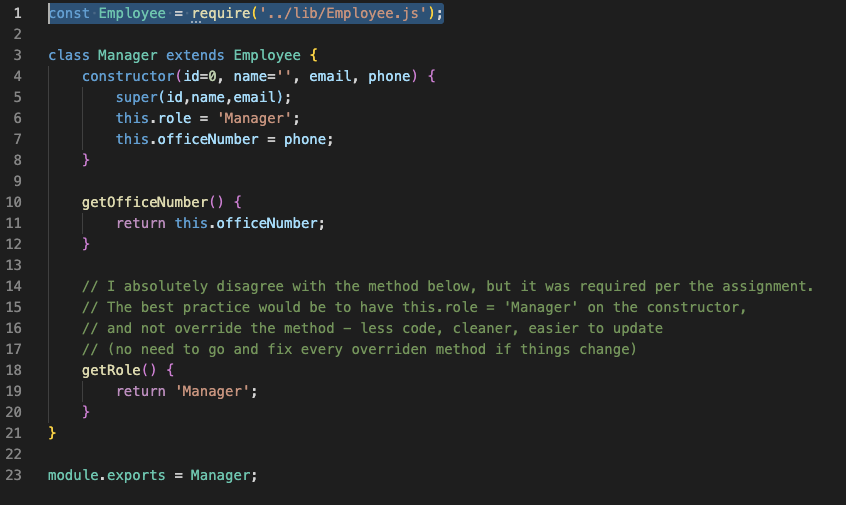 1 const Employee = require('../lib/Employee.js');
2
3 class Manager extends Employee {
4     constructor(id=0, name='', email, phone) {
5         super(id,name,email);
6         this.role = 'Manager';
7         this.officeNumber = phone;
8     }
9
10     getOfficeNumber() {
11         return this.officeNumber;
12     }
13
14     // I absolutely disagree with the method below, but it was required per the assignment.
15     // The best practice would be to have this.role = 'Manager' on the constructor,
16     // and not override the method – less code, cleaner, easier to update
17     // (no need to go and fix every overriden method if things change)
18     getRole() {
19         return 'Manager';
20     }
21 }
22
23 module.exports = Manager;